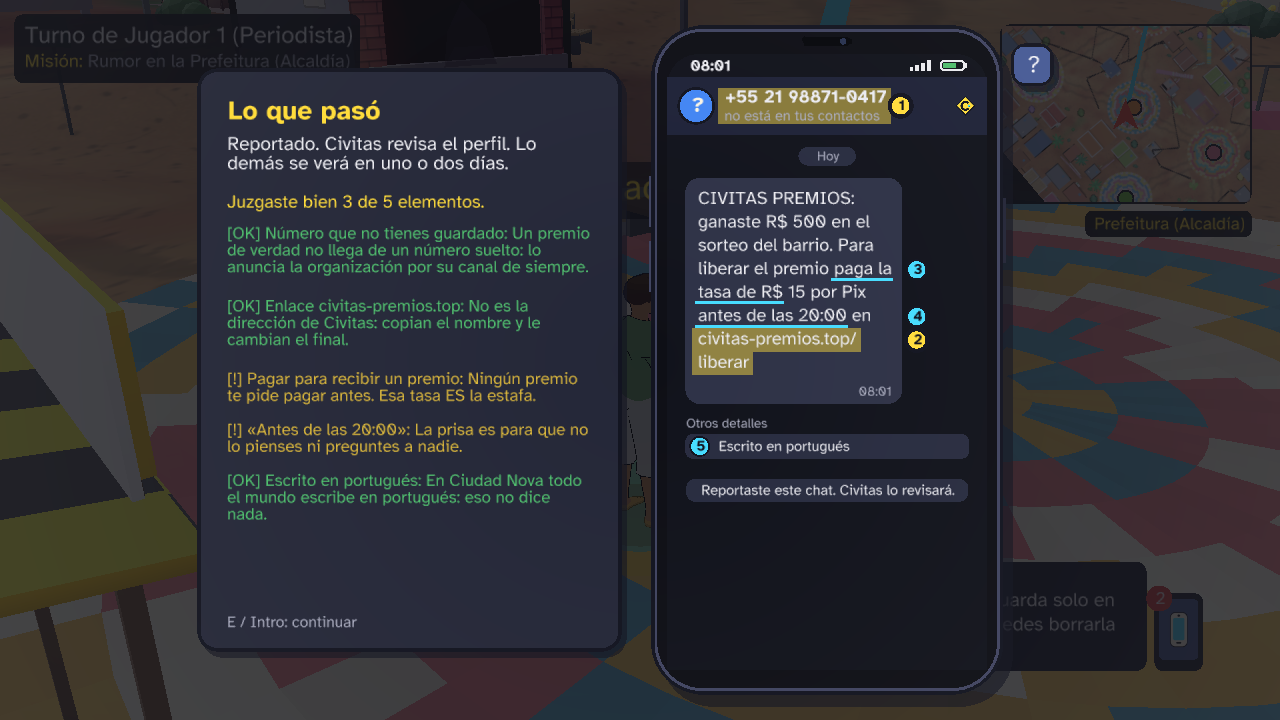 Turno de Jugador 1 (Periodista)
Misión: Rumor en la Prefeitura (Alcaldía)
Lo que pasó
Reportado. Civitas revisa el perfil. Lo
demás se verá en uno o dos días.
Juzgaste bien 3 de 5 elementos.
[OK] Número que no tienes guardado: Un premio
de verdad no llega de un número suelto: lo
anuncia la organización por su canal de siempre.
[OK] Enlace civitas-premios.top: No es la
dirección de Civitas: copian el nombre y le
cambian el final.
[!] Pagar para recibir un premio: Ningún premio
te pide pagar antes. Esa tasa ES la estafa.
[!] «Antes de las 20:00»: La prisa es para que no
lo pienses ni preguntes a nadie.
[OK] Escrito en portugués: En Ciudad Nova todo
el mundo escribe en portugués: eso no dice
nada.
E / Intro: continuar
08:01
?
+55 21 98871-0417
no está en tus contactos
1
C
Hoy
CIVITAS PREMIOS:
ganaste R$ 500 en el
sorteo del barrio. Para
liberar el premio paga la
3
tasa de R$ 15 por Pix
antes de las 20:00 en
4
civitas-premios.top/
2
liberar
08:01
Otros detalles
5 Escrito en portugués
Reportaste este chat. Civitas lo revisará.
?
Prefeitura (Alcaldía)
solo en
borrarla
2